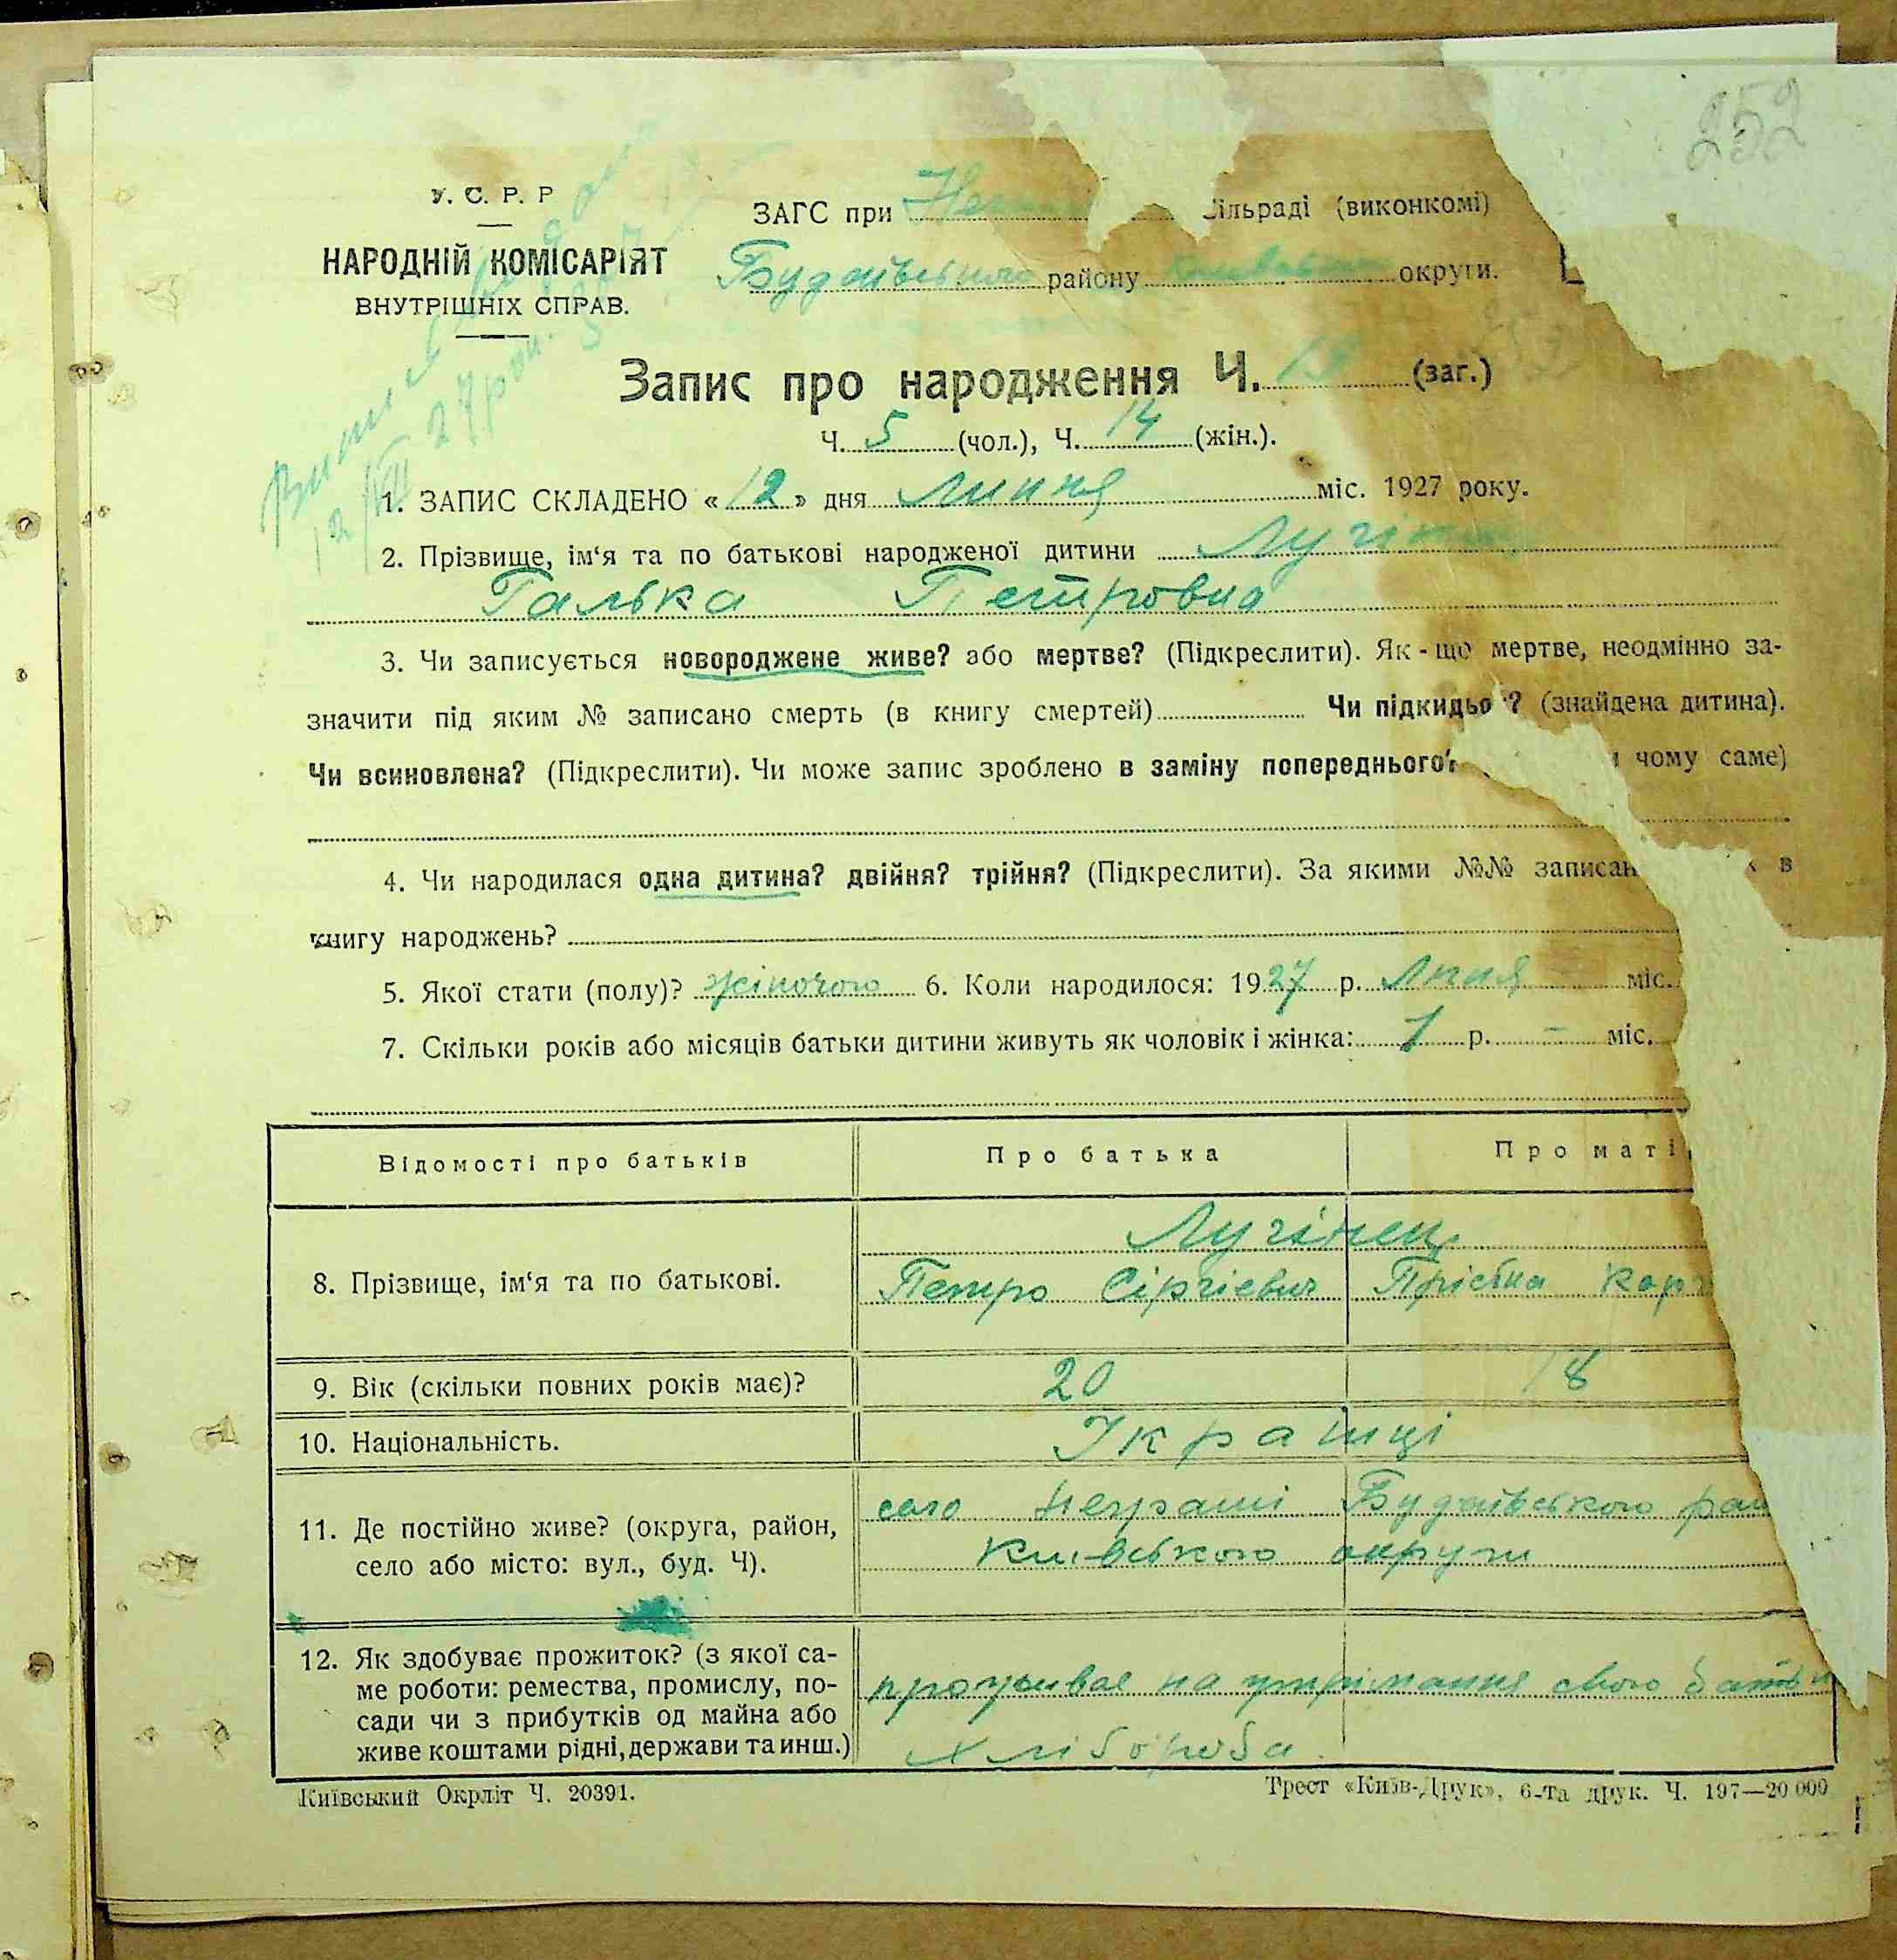 252
У. С. Р. Р
НАРОДНІЙ КОМІСАРІЯТ
ВНУТРІШНІХ СПРАВ.
ЗАГС при сільраді (виконкомі)
Будаївського району округи.
Запис про народження Ч. 19 (заг.)
Ч. 5 (чол.), Ч. 14 (жін.).
1. ЗАПИС СКЛАДЕНО « 12 » дня Липня міс. 1927 року.
2. Прізвище, ім‘я та по батькові народженої дитини
Галька Петровна
3. Чи записується новороджене живе? або мертве? (Підкреслити). Як-що мертве, неодмінно за-
значити під яким № записано смерть (в книгу смертей) Чи підкидьо ? (знайдена дитина).
Чи всиновлена? (Підкреслити). Чи може запис зроблено в заміну попереднього? чому саме)
4. Чи народилася одна дитина? двійня? трійня? (Підкреслити). За якими №№ записан в
книгу народжень?
5. Якої стати (полу)? жіночого 6. Коли народилося: 1927 р. Липня міс.
7. Скільки років або місяців батьки дитини живуть як чоловік і жінка: 1 р. - міс.
Відомості про батьків Про батька Про маті
8. Прізвище, ім‘я та по батькові.
Лугінец
Петро Сіргієвич Прісъка
9. Вік (скільки повних років має)? 20 18
10. Національність. Украінці
11. Де постійно живе? (округа, район,
село або місто: вул., буд. Ч).
село Неграші Будаївського рай
Київського округи
12. Як здобуває прожиток? (з якої са-
ме роботи: ремества, промислу, по-
сади чи з прибутків од майна або
живе коштами рідні, держави та инш.)
проживає на утримання свого батьк
хлібороба.
Київський Окрліт Ч. 20391.
Трест «Київ-Друк», 6-та друк. Ч. 197—20 000